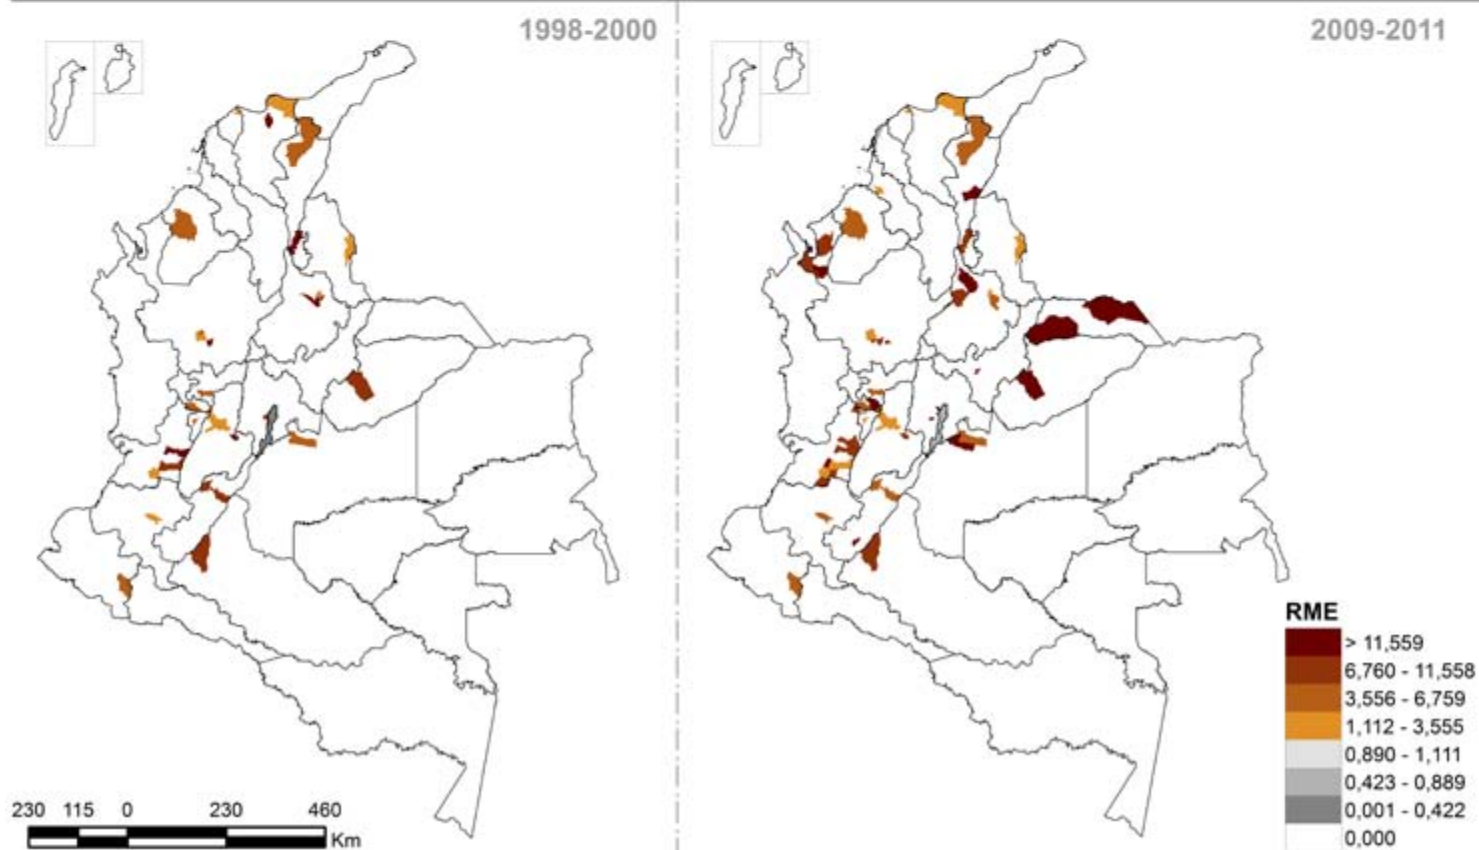 1998-2000
2009-2011
RME
> 11,559
6,760 - 11,558
3,556 - 6,759
1,112 - 3,555
0,890 - 1,111
0,423 - 0,889
0,001 - 0,422
0,000
230 115 0 230 460
Km